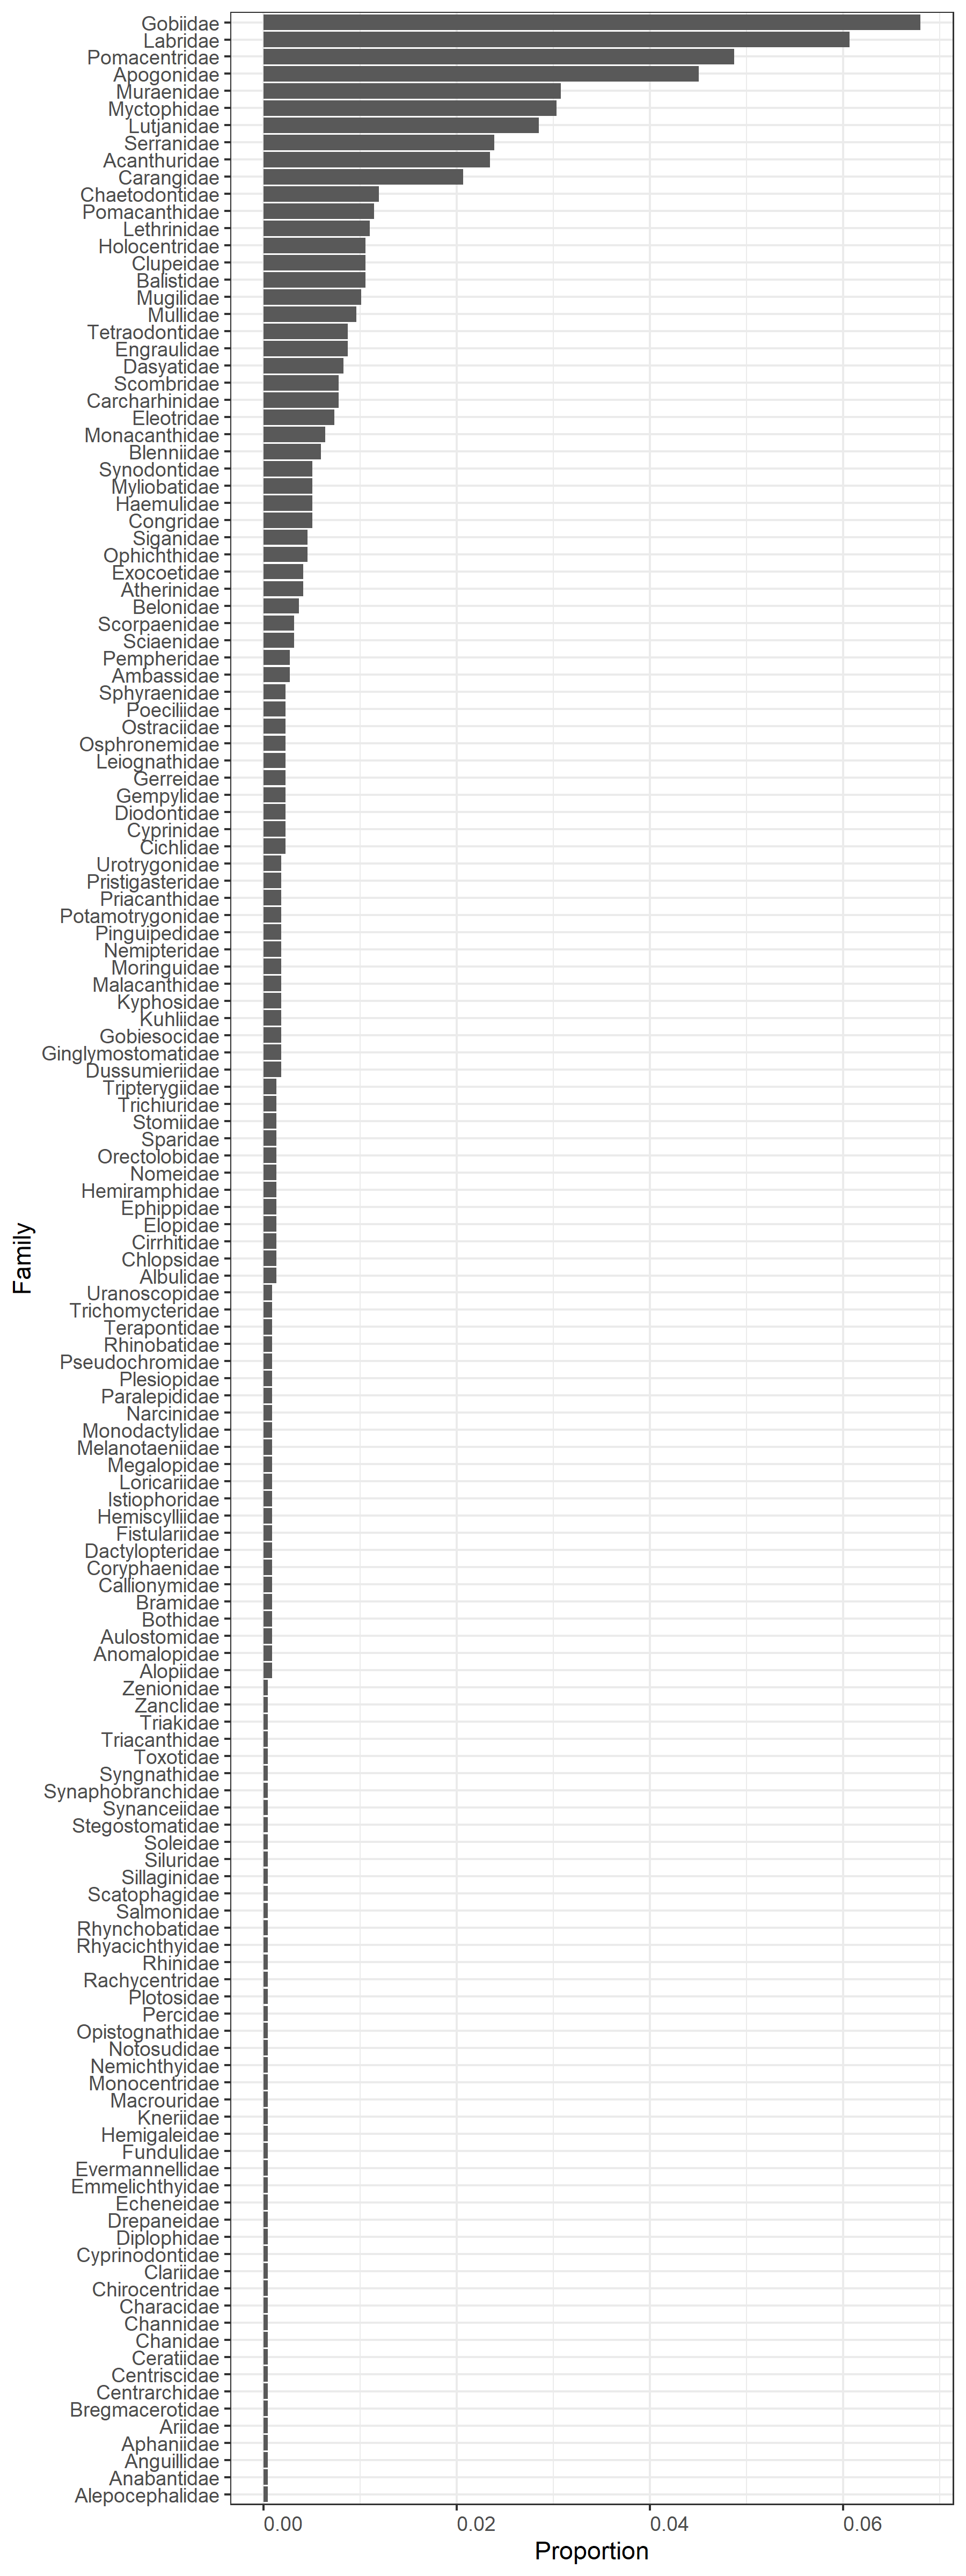 Gobiidae
Labridae
Pomacentridae
Apogonidae
Muraenidae
Myctophidae
Lutjanidae
Serranidae
Acanthuridae
Carangidae
Chaetodontidae
Pomacanthidae
Lethrinidae
Holocentridae
Clupeidae
Balistidae
Mugilidae
Mullidae
Tetraodontidae
Engraulidae
Dasyatidae
Scombridae
Carcharhinidae
Eleotridae
Monacanthidae
Blenniidae
Synodontidae
Myliobatidae
Haemulidae
Congridae
Siganidae
Ophichthidae
Exocoetidae
Atherinidae
Belonidae
Scorpaenidae
Sciaenidae
Pempheridae
Ambassidae
Sphyraenidae
Poeciliidae
Ostraciidae
Osphronemidae
Leiognathidae
Gerreidae
Gempylidae
Diodontidae
Cyprinidae
Cichlidae
Urotrygonidae
Pristigasteridae
Priacanthidae
Potamotrygonidae
Pinguipedidae
Nemipteridae
Moringuidae
Malacanthidae
Kyphosidae
Kuhliidae
Gobiesocidae
Ginglymostomatidae
Dussumieriidae
Tripterygiidae
Trichiuridae
Stomiidae
Sparidae
Orectolobidae
Nomeidae
Hemiramphidae
Ephippidae
Elopidae
Cirrhitidae
Chlopsidae
Albulidae
Uranoscopidae
Trichomycteridae
Terapontidae
Rhinobatidae
Pseudochromidae
Plesiopidae
Paralepididae
Narcinidae
Monodactylidae
Melanotaeniidae
Megalopidae
Loricariidae
Istiophoridae
Hemiscylliidae
Fistulariidae
Dactylopteridae
Coryphaenidae
Callionymidae
Bramidae
Bothidae
Aulostomidae
Anomalopidae
Alopiidae
Zenionidae
Zanclidae
Triakidae
Triacanthidae
Toxotidae
Syngnathidae
Synaphobranchidae
Synanceiidae
Stegostomatidae
Soleidae
Siluridae
Sillaginidae
Scatophagidae
Salmonidae
Rhynchobatidae
Rhyacichthyidae
Rhinidae
Rachycentridae
Plotosidae
Percidae
Opistognathidae
Notosudidae
Nemichthyidae
Monocentridae
Macrouridae
Kneriidae
Hemigaleidae
Fundulidae
Evermannellidae
Emmelichthyidae
Echeneidae
Drepaneidae
Diplophidae
Cyprinodontidae
Clariidae
Chirocentridae
Characidae
Channidae
Chanidae
Ceratiidae
Centriscidae
Centrarchidae
Bregmacerotidae
Ariidae
Aphaniidae
Anguillidae
Anabantidae
Alepocephalidae
Family
0.00 0.02 0.04 0.06
Proportion